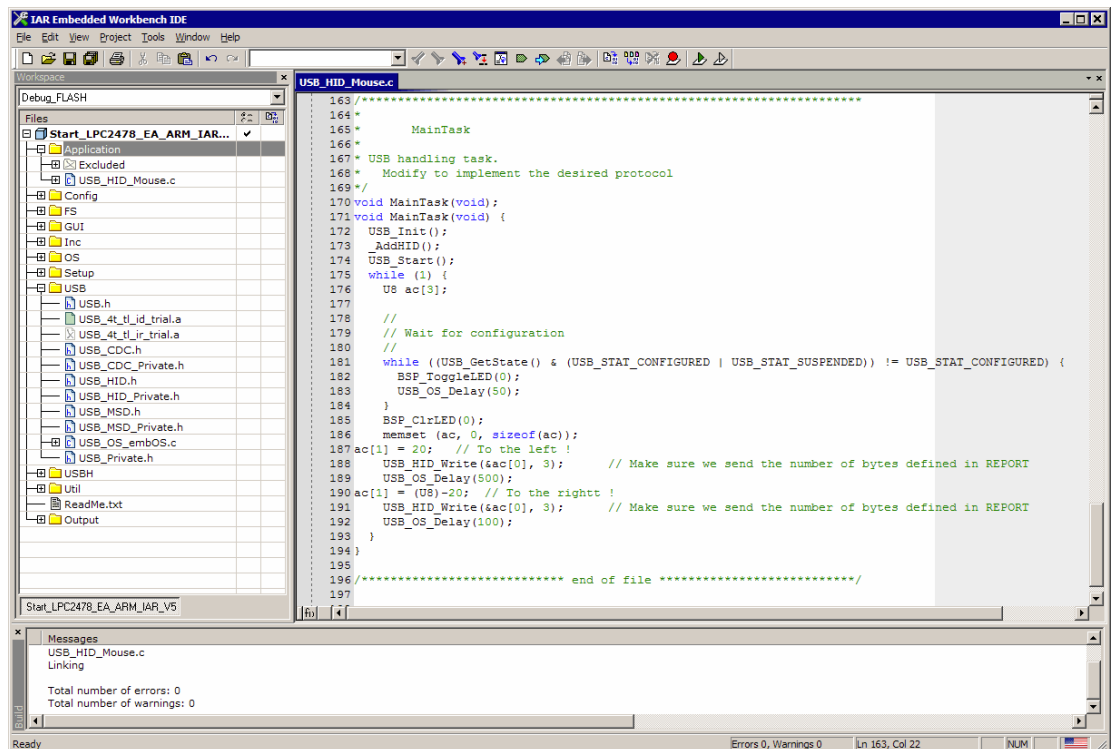 IAR Embedded Workbench IDE
File Edit View Project Tools Window Help
Workspace
Debug_FLASH
Files
Start_LPC2478_EA_ARM_IAR...
Application
Excluded
USB_HID_Mouse.c
Config
FS
GUI
Inc
OS
Setup
USB
USB.h
USB_4t_tl_id_trial.a
USB_4t_tl_ir_trial.a
USB_CDC.h
USB_CDC_Private.h
USB_HID.h
USB_HID_Private.h
USB_MSD.h
USB_MSD_Private.h
USB_OS_embOS.c
USB_Private.h
USBH
Util
ReadMe.txt
Output
Start_LPC2478_EA_ARM_IAR_V5
USB_HID_Mouse.c
163 /*********************************************************************
164 *
165 *       MainTask
166 *
167 * USB handling task.
168 *   Modify to implement the desired protocol
169 */
170 void MainTask(void);
171 void MainTask(void) {
172   USB_Init();
173   _AddHID();
174   USB_Start();
175   while (1) {
176     U8 ac[3];
177
178     //
179     // Wait for configuration
180     //
181     while ((USB_GetState() & (USB_STAT_CONFIGURED | USB_STAT_SUSPENDED)) != USB_STAT_CONFIGURED) {
182       BSP_ToggleLED(0);
183       USB_OS_Delay(50);
184     }
185     BSP_ClrLED(0);
186     memset (ac, 0, sizeof(ac));
187 ac[1] = 20;   // To the left !
188     USB_HID_Write(&ac[0], 3);      // Make sure we send the number of bytes defined in REPORT
189     USB_OS_Delay(500);
190 ac[1] = (U8)-20;  // To the rightt !
191     USB_HID_Write(&ac[0], 3);      // Make sure we send the number of bytes defined in REPORT
192     USB_OS_Delay(100);
193   }
194 }
195
196 /**************************** end of file ***************************/
197
Build
Messages
USB_HID_Mouse.c
Linking
Total number of errors: 0
Total number of warnings: 0
Ready
Errors 0, Warnings 0
Ln 163, Col 22
NUM